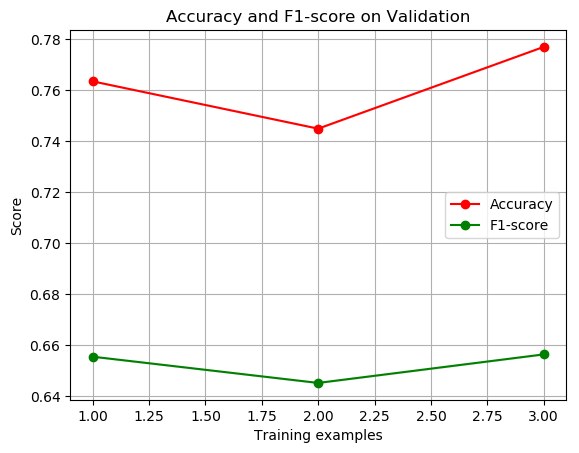 Accuracy and F1-score on Validation
0.78
0.76
0.74
0.72
0.70
0.68
0.66
0.64
Score
Accuracy
F1-score
1.00 1.25 1.50 1.75 2.00 2.25 2.50 2.75 3.00
Training examples